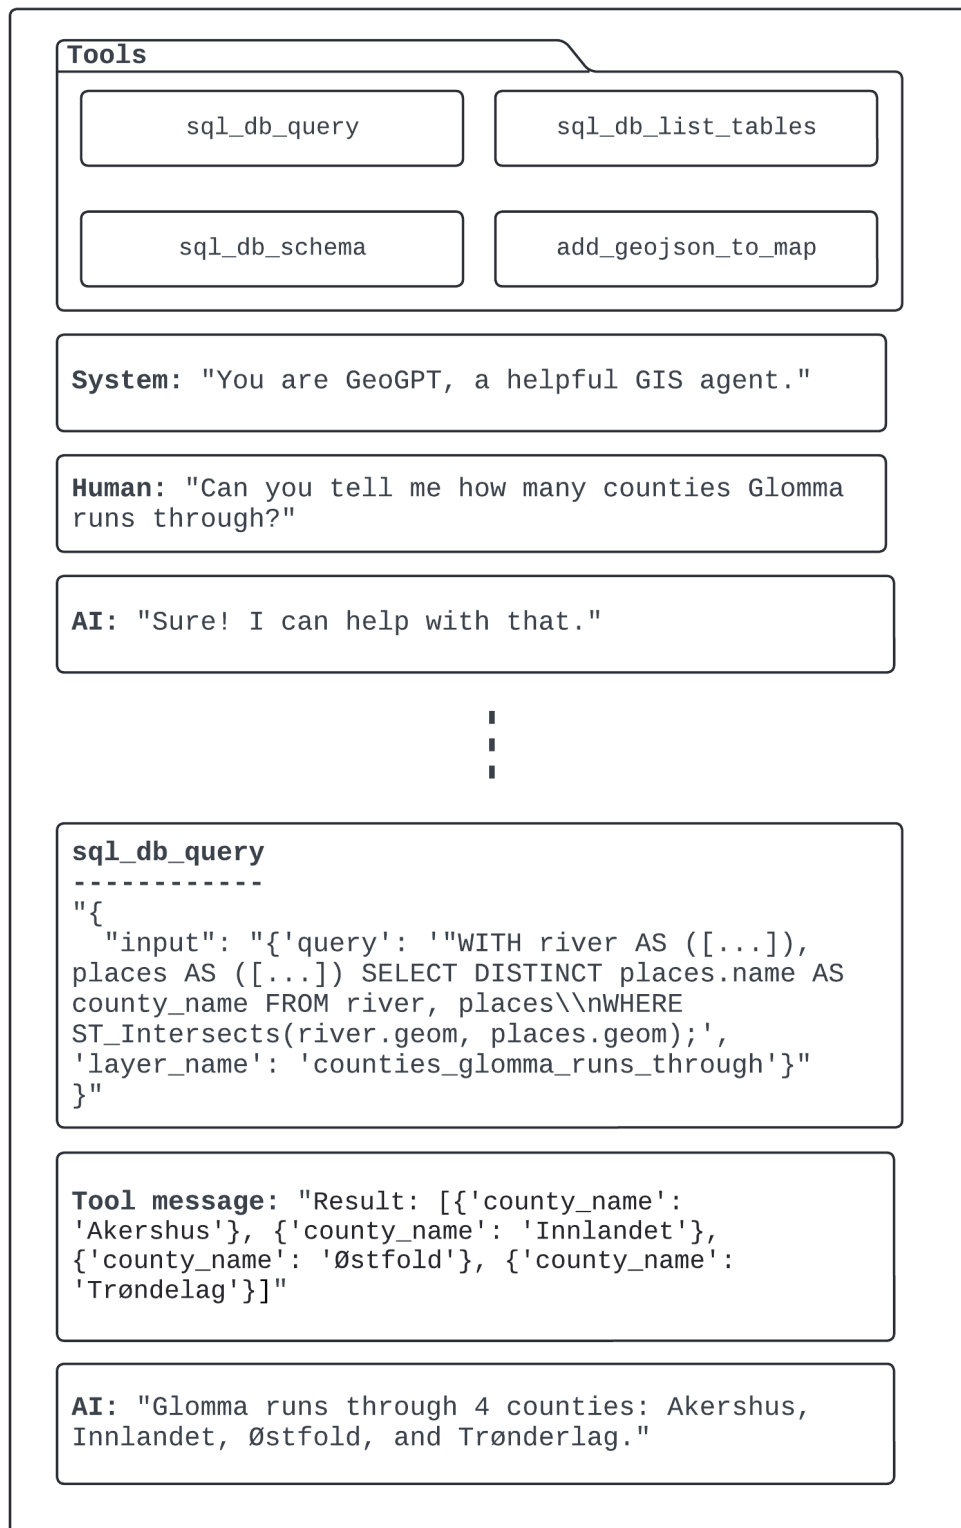 Tools
sql_db_query
sql_db_list_tables
sql_db_schema
add_geojson_to_map
System: "You are GeoGPT, a helpful GIS agent."
Human: "Can you tell me how many counties Glomma
runs through?"
AI: "Sure! I can help with that."
sql_db_query
------------
"{
  "input": "{'query': '"WITH river AS ([...]),
places AS ([...]) SELECT DISTINCT places.name AS
county_name FROM river, places\\nWHERE
ST_Intersects(river.geom, places.geom);',
'layer_name': 'counties_glomma_runs_through'}"
}"
Tool message: "Result: [{'county_name':
'Akershus'}, {'county_name': 'Innlandet'},
{'county_name': 'Østfold'}, {'county_name':
'Trøndelag'}]"
AI: "Glomma runs through 4 counties: Akershus,
Innlandet, Østfold, and Trønderlag."